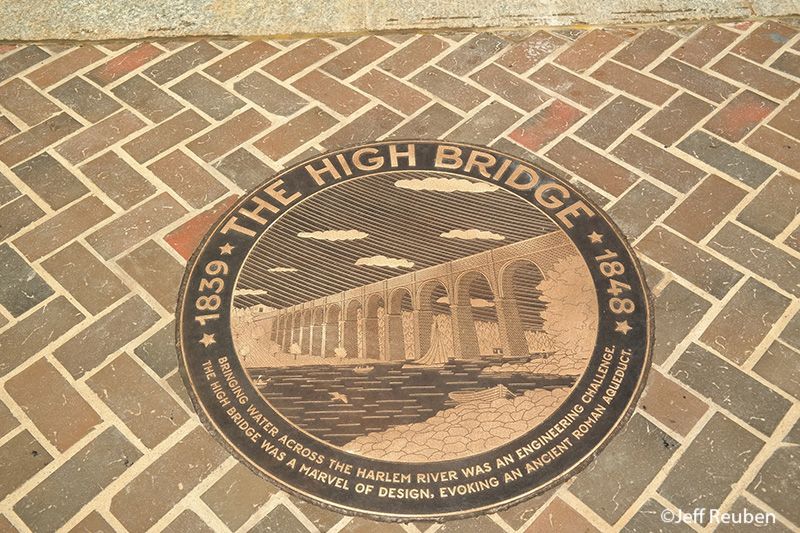 THE HIGH BRIDGE
★ 1839 ★
★ 1848 ★
BRINGING WATER ACROSS THE HARLEM RIVER WAS AN ENGINEERING CHALLENGE.
THE HIGH BRIDGE WAS A MARVEL OF DESIGN, EVOKING AN ANCIENT ROMAN AQUEDUCT.
©Jeff Reuben